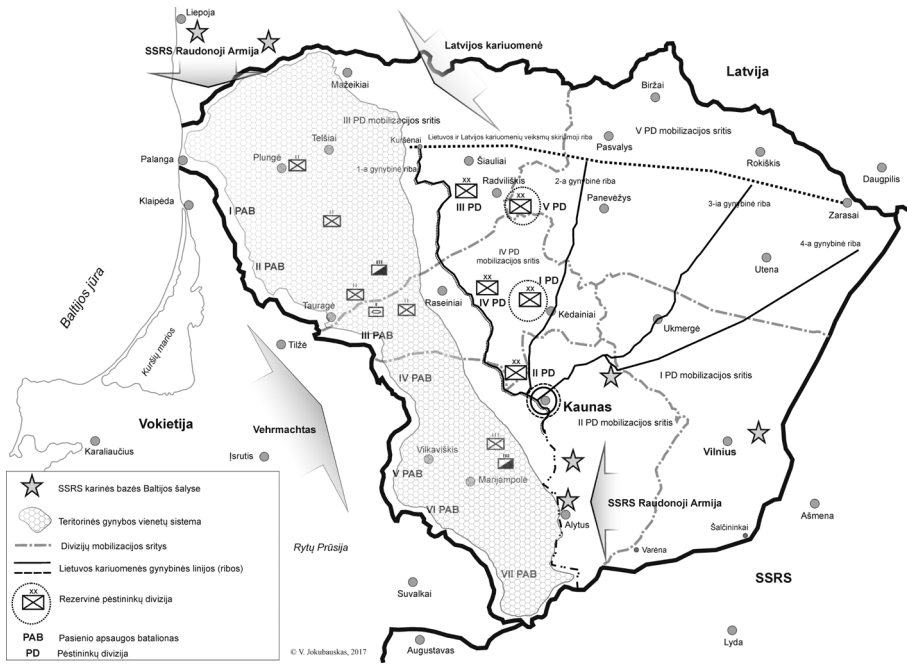 Liepoja
SSRS Raudonoji Armija
Latvijos kariuomenė
Latvija
Mažeikiai
Biržai
III PD mobilizacijos sritis
V PD mobilizacijos sritis
Lietuvos ir Latvijos kariuomenių veiksmų skiriamoji riba
Kuršėnai
Pasvalys
Telšiai
Plungė
Palanga
Šiauliai
Rokiškis
Daugpilis
1-a gynybinė riba
2-a gynybinė riba
3-ia gynybinė riba
4-a gynybinė riba
Radviliškis
III PD
V PD
Panevėžys
Zarasai
Klaipėda
I PAB
II PAB
IV PD
mobilizacijos sritis
Utena
Baltijos jūra
Kuršių marios
Raseiniai
IV PD
I PD
Kėdainiai
Ukmergė
Tauragė
III PAB
Tilžė
IV PAB
II PD
I PD mobilizacijos sritis
Kaunas
II PD mobilizacijos sritis
Vokietija
Vehrmachtas
Karaliaučius
Įsrutis
Vilkaviškis
Vilnius
V PAB
Marijampolė
VI PAB
SSRS Raudonoji Armija
Alytus
Ašmena
Šalčininkai
Varėna
Rytų Prūsija
SSRS
VII PAB
Suvalkai
Lyda
Augustavas
SSRS karinės bazės Baltijos šalyse
Teritorinės gynybos vienetų sistema
Divizijų mobilizacijos sritys
Lietuvos kariuomenės gynybinės linijos (ribos)
XX
Rezervinė pėstininkų divizija
PAB Pasienio apsaugos batalionas
PD Pėstininkų divizija
© V. Jokubauskas, 2017